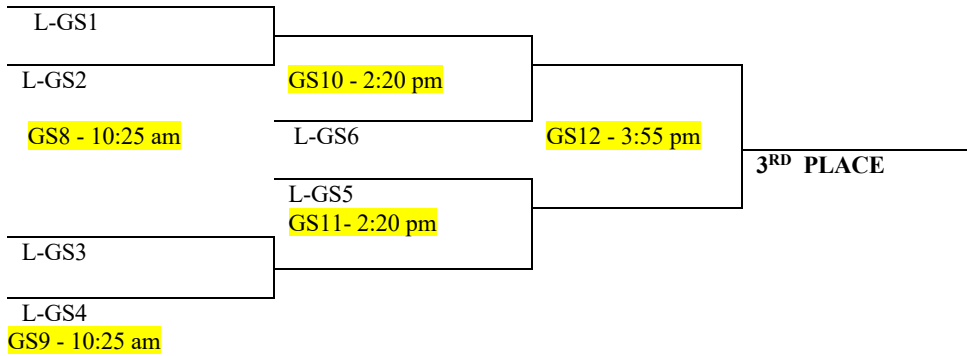 L-GS1
L-GS2
GS10 - 2:20 pm
GS8 - 10:25 am
L-GS6
GS12 - 3:55 pm
3RD PLACE
L-GS5
GS11- 2:20 pm
L-GS3
L-GS4
GS9 - 10:25 am